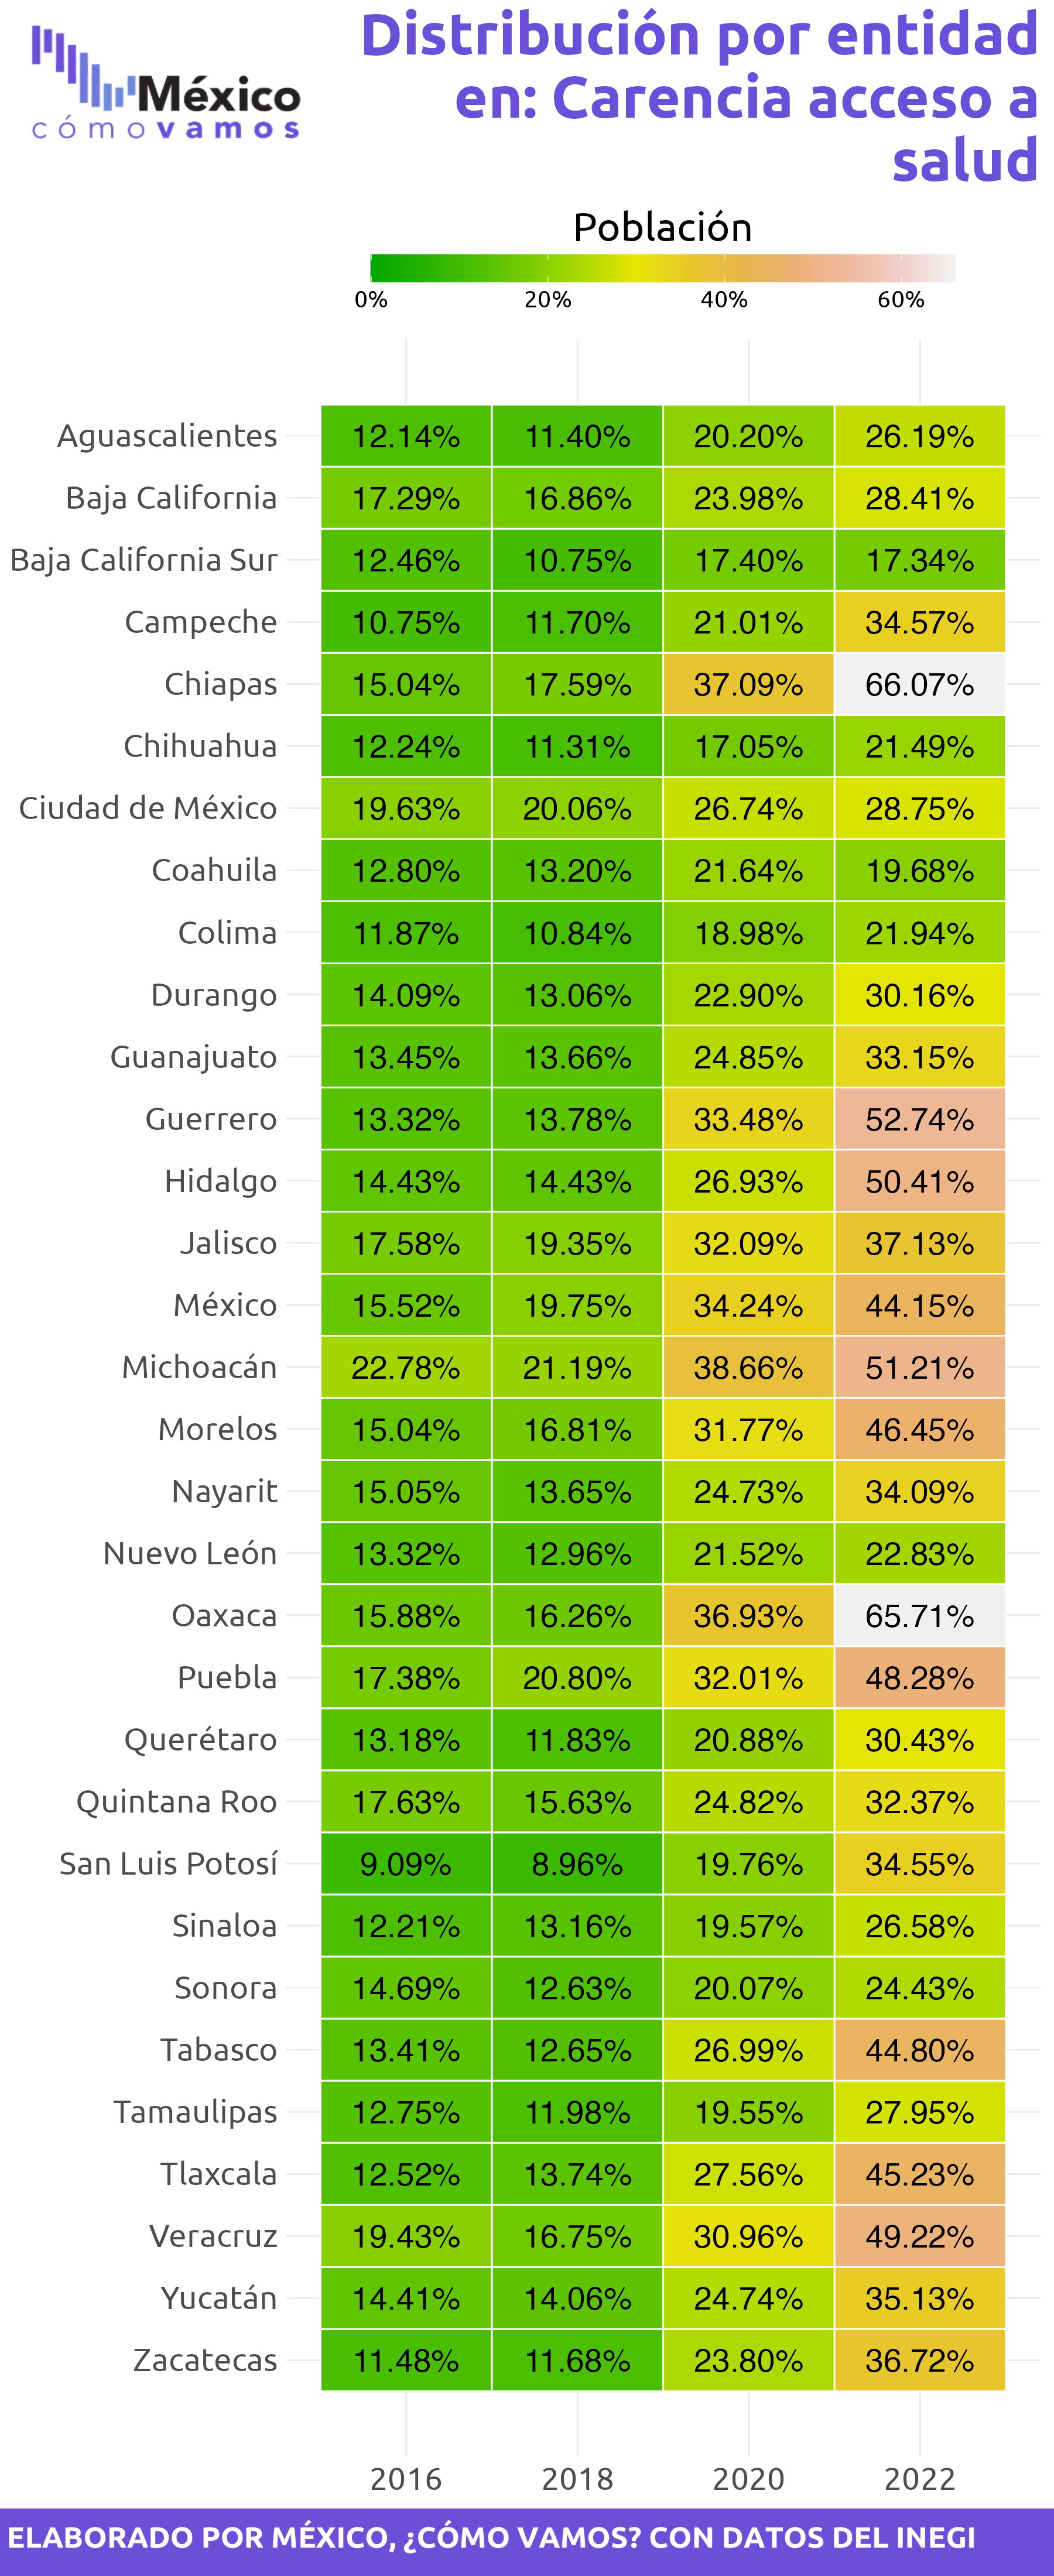 México
cómovamos
Distribución por entidad
en: Carencia acceso a
salud
Población
0% 20% 40% 60%
Aguascalientes 12.14% 11.40% 20.20% 26.19%
Baja California 17.29% 16.86% 23.98% 28.41%
Baja California Sur 12.46% 10.75% 17.40% 17.34%
Campeche 10.75% 11.70% 21.01% 34.57%
Chiapas 15.04% 17.59% 37.09% 66.07%
Chihuahua 12.24% 11.31% 17.05% 21.49%
Ciudad de México 19.63% 20.06% 26.74% 28.75%
Coahuila 12.80% 13.20% 21.64% 19.68%
Colima 11.87% 10.84% 18.98% 21.94%
Durango 14.09% 13.06% 22.90% 30.16%
Guanajuato 13.45% 13.66% 24.85% 33.15%
Guerrero 13.32% 13.78% 33.48% 52.74%
Hidalgo 14.43% 14.43% 26.93% 50.41%
Jalisco 17.58% 19.35% 32.09% 37.13%
México 15.52% 19.75% 34.24% 44.15%
Michoacán 22.78% 21.19% 38.66% 51.21%
Morelos 15.04% 16.81% 31.77% 46.45%
Nayarit 15.05% 13.65% 24.73% 34.09%
Nuevo León 13.32% 12.96% 21.52% 22.83%
Oaxaca 15.88% 16.26% 36.93% 65.71%
Puebla 17.38% 20.80% 32.01% 48.28%
Querétaro 13.18% 11.83% 20.88% 30.43%
Quintana Roo 17.63% 15.63% 24.82% 32.37%
San Luis Potosí 9.09% 8.96% 19.76% 34.55%
Sinaloa 12.21% 13.16% 19.57% 26.58%
Sonora 14.69% 12.63% 20.07% 24.43%
Tabasco 13.41% 12.65% 26.99% 44.80%
Tamaulipas 12.75% 11.98% 19.55% 27.95%
Tlaxcala 12.52% 13.74% 27.56% 45.23%
Veracruz 19.43% 16.75% 30.96% 49.22%
Yucatán 14.41% 14.06% 24.74% 35.13%
Zacatecas 11.48% 11.68% 23.80% 36.72%
2016 2018 2020 2022
ELABORADO POR MÉXICO, ¿CÓMO VAMOS? CON DATOS DEL INEGI